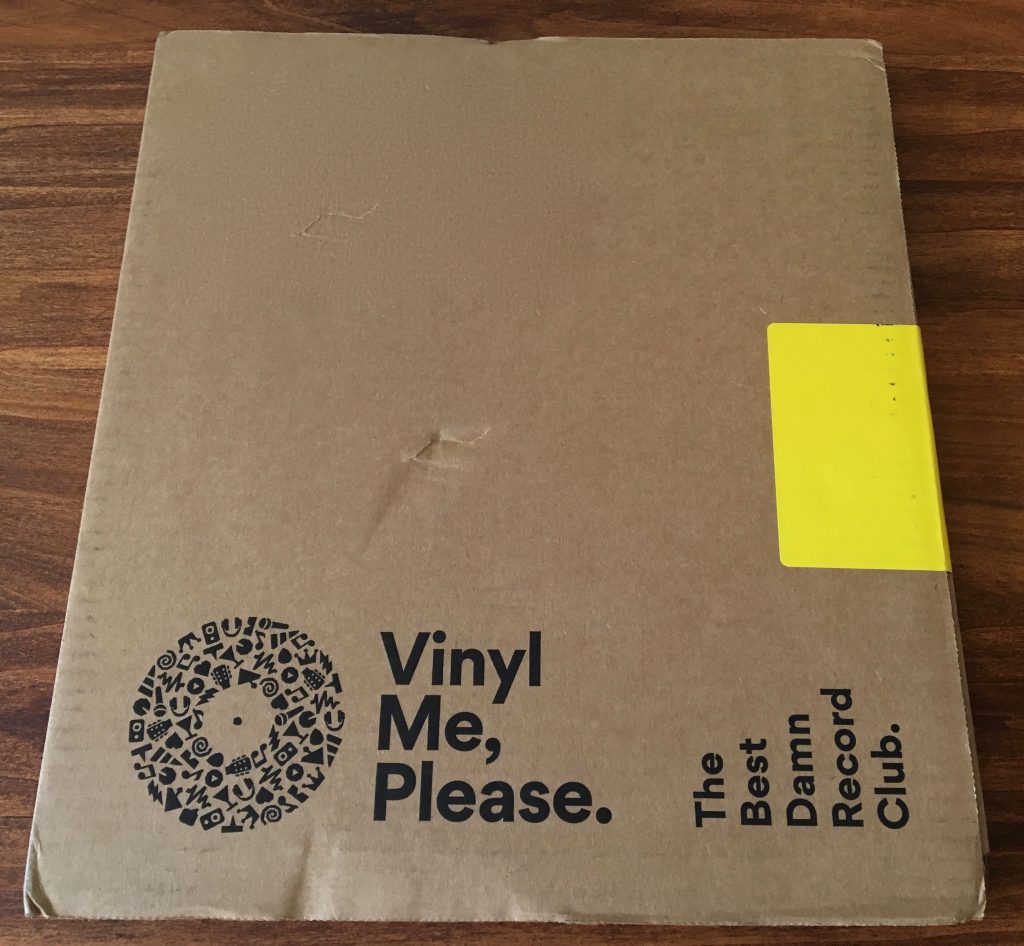 Vinyl
Me,
Please.
The
Best
Damn
Record
Club.